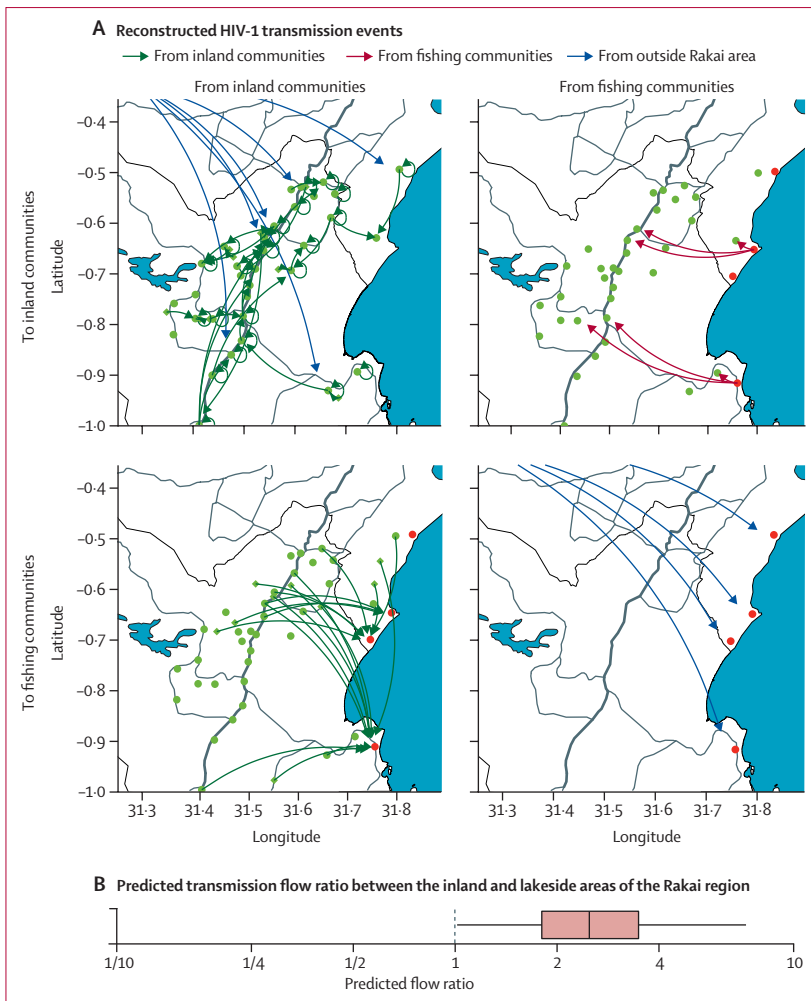 A Reconstructed HIV-1 transmission events
From inland communities From fishing communities From outside Rakai area
From inland communities From fishing communities
To inland communities
Latitude
–0·4
–0·5
–0·6
–0·7
–0·8
–0·9
–1·0
To fishing communities
Latitude
–0·4
–0·5
–0·6
–0·7
–0·8
–0·9
–1·0
31·3 31·4 31·5 31·6 31·7 31·8 31·3 31·4 31·5 31·6 31·7 31·8
Longitude Longitude
B Predicted transmission flow ratio between the inland and lakeside areas of the Rakai region
1/10 1/4 1/2 1 2 4 10
Predicted flow ratio